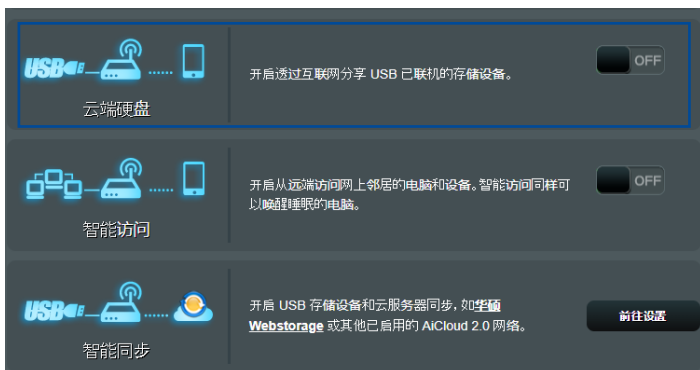 USB
云端硬盘
开启透过互联网分享 USB 已联机的存储设备。
OFF
智能访问
开启从远端访问网上邻居的电脑和设备。智能访问同样可
以唤醒睡眠的电脑。
OFF
USB
智能同步
开启 USB 存储设备和云服务器同步, 如华硕
Webstorage 或其他已启用的 AiCloud 2.0 网络。
前往设置